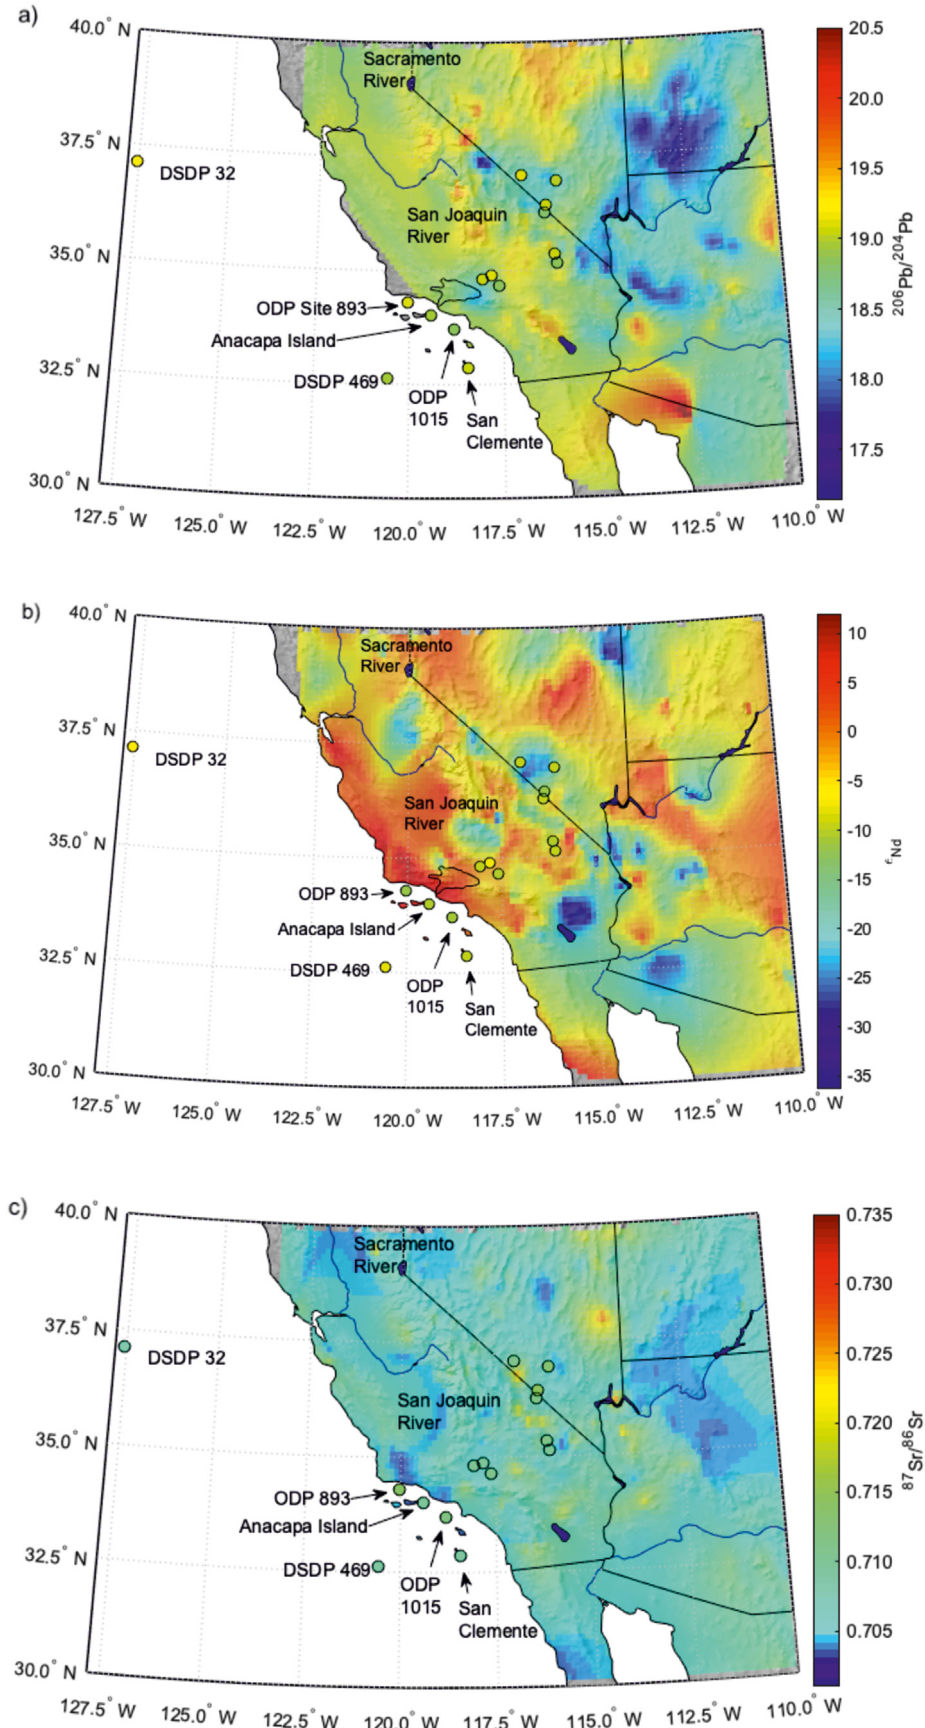 a)
40.0° N
37.5° N
35.0° N
32.5° N
30.0° N
127.5° W
125.0° W
122.5° W
120.0° W
117.5° W
115.0° W
112.5° W
110.0° W
Sacramento
River
DSDP 32
San Joaquin
River
ODP Site 893
Anacapa Island
DSDP 469
ODP
1015
San
Clemente
20.5
20.0
19.5
19.0
18.5
18.0
17.5
206Pb/204Pb
b)
40.0° N
37.5° N
35.0° N
32.5° N
30.0° N
127.5° W
125.0° W
122.5° W
120.0° W
117.5° W
115.0° W
112.5° W
110.0° W
Sacramento
River
DSDP 32
San Joaquin
River
ODP 893
Anacapa Island
DSDP 469
ODP
1015
San
Clemente
10
5
0
-5
-10
-15
-20
-25
-30
-35
εNd
c)
40.0° N
37.5° N
35.0° N
32.5° N
30.0° N
127.5° W
125.0° W
122.5° W
120.0° W
117.5° W
115.0° W
112.5° W
110.0° W
Sacramento
River
DSDP 32
San Joaquin
River
ODP 893
Anacapa Island
DSDP 469
ODP
1015
San
Clemente
0.735
0.730
0.725
0.720
0.715
0.710
0.705
87Sr/86Sr